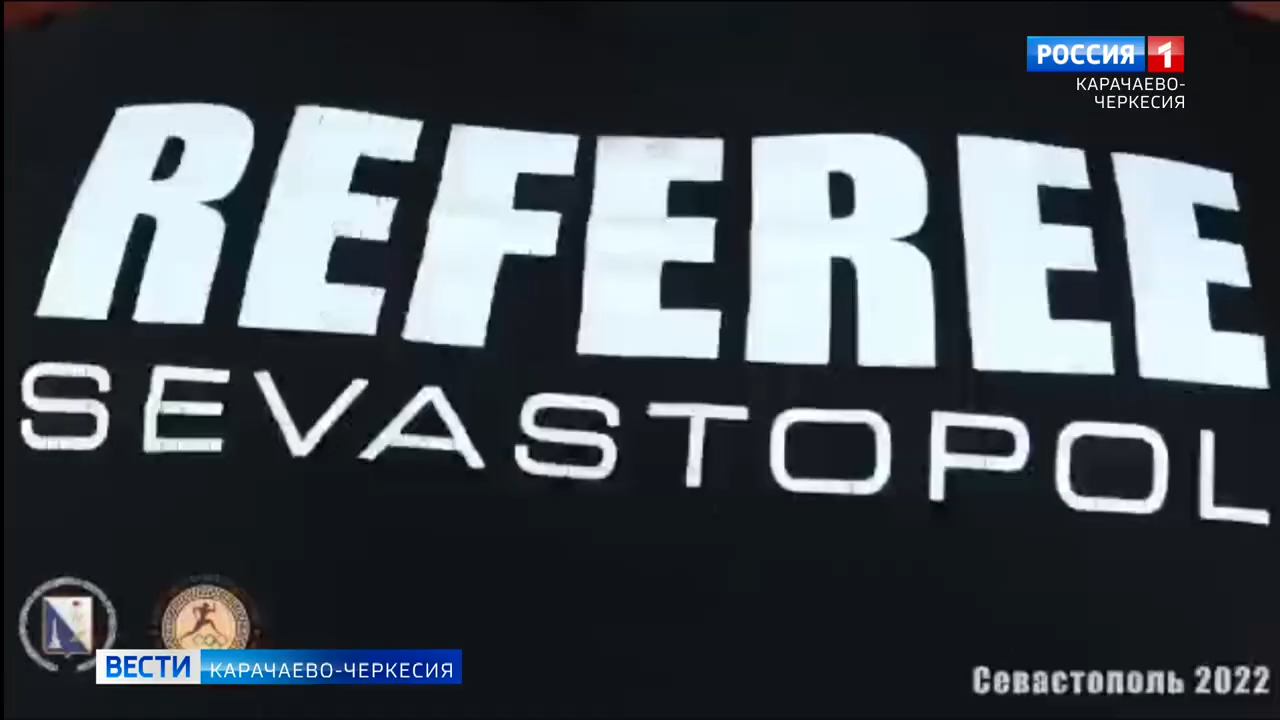 РОССИЯ 1
КАРАЧАЕВО-
ЧЕРКЕСИЯ
REFEREE
SEVASTOPOL
ВЕСТИ КАРАЧАЕВО-ЧЕРКЕСИЯ
Севастополь 2022